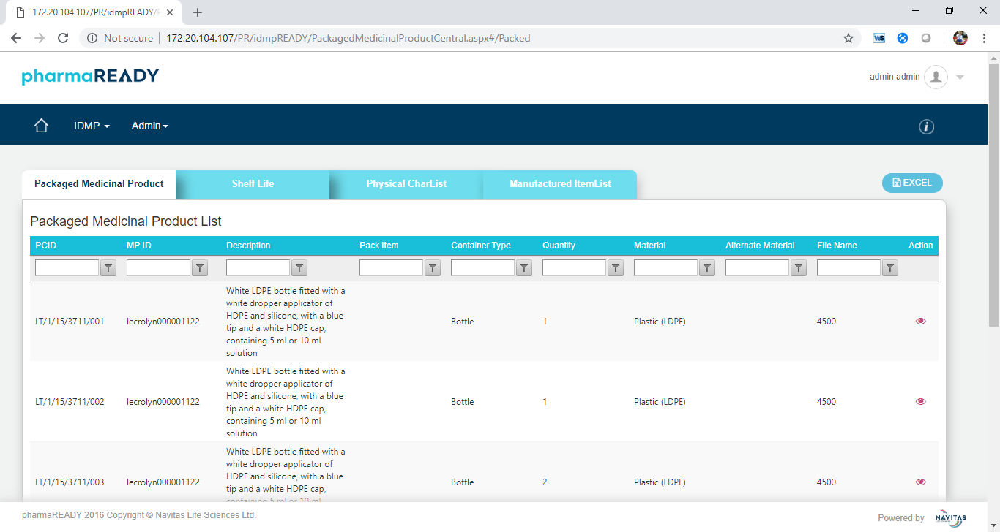 172.20.104.107/PR/idmpREADY/
Not secure 172.20.104.107/PR/idmpREADY/PackagedMedicinalProductCentral.aspx#/Packed
WS
pharmaREADY
admin admin
IDMP Admin
i
Packaged Medicinal Product Shelf Life Physical CharList Manufactured ItemList EXCEL
Packaged Medicinal Product List
PCID MP ID Description Pack Item Container Type Quantity Material Alternate Material File Name Action
White LDPE bottle fitted with a
white dropper applicator of
HDPE and silicone, with a blue
LT/1/15/3711/001 lecrolyn000001122 tip and a white HDPE cap, Bottle 1 Plastic (LDPE) 4500
containing 5 ml or 10 ml
solution
White LDPE bottle fitted with a
white dropper applicator of
HDPE and silicone, with a blue
LT/1/15/3711/002 lecrolyn000001122 tip and a white HDPE cap, Bottle 1 Plastic (LDPE) 4500
containing 5 ml or 10 ml
solution
White LDPE bottle fitted with a
white dropper applicator of
HDPE and silicone, with a blue
LT/1/15/3711/003 lecrolyn000001122 tip and a white HDPE cap, Bottle 2 Plastic (LDPE) 4500
containing 5 ml or 10 ml
pharmaREADY 2016 Copyright © Navitas Life Sciences Ltd.
Powered by NAVITAS